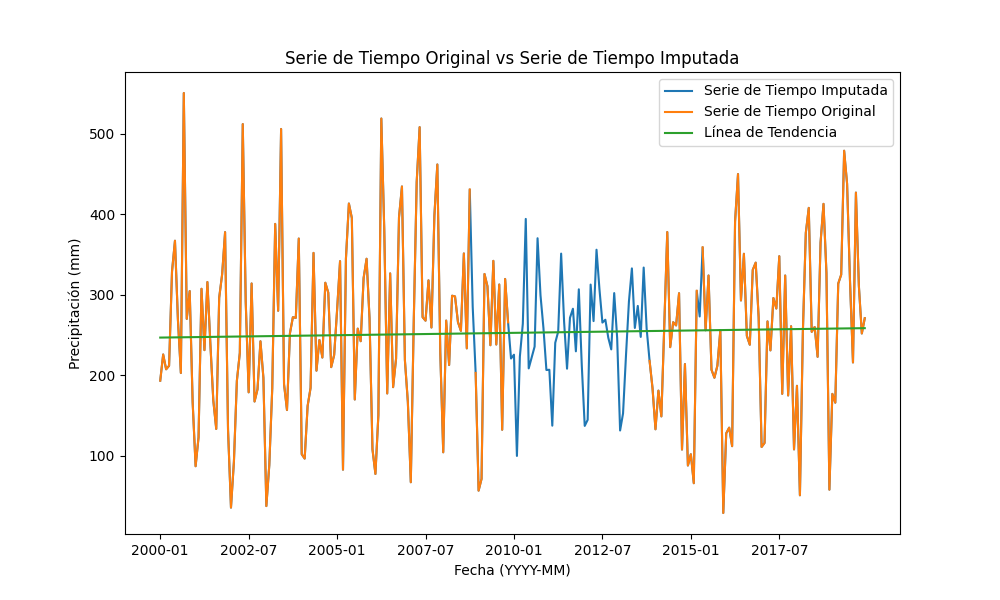 Serie de Tiempo Original vs Serie de Tiempo Imputada
Serie de Tiempo Imputada
Serie de Tiempo Original
Línea de Tendencia
Precipitación (mm)
500
400
300
200
100
2000-01 2002-07 2005-01 2007-07 2010-01 2012-07 2015-01 2017-07
Fecha (YYYY-MM)